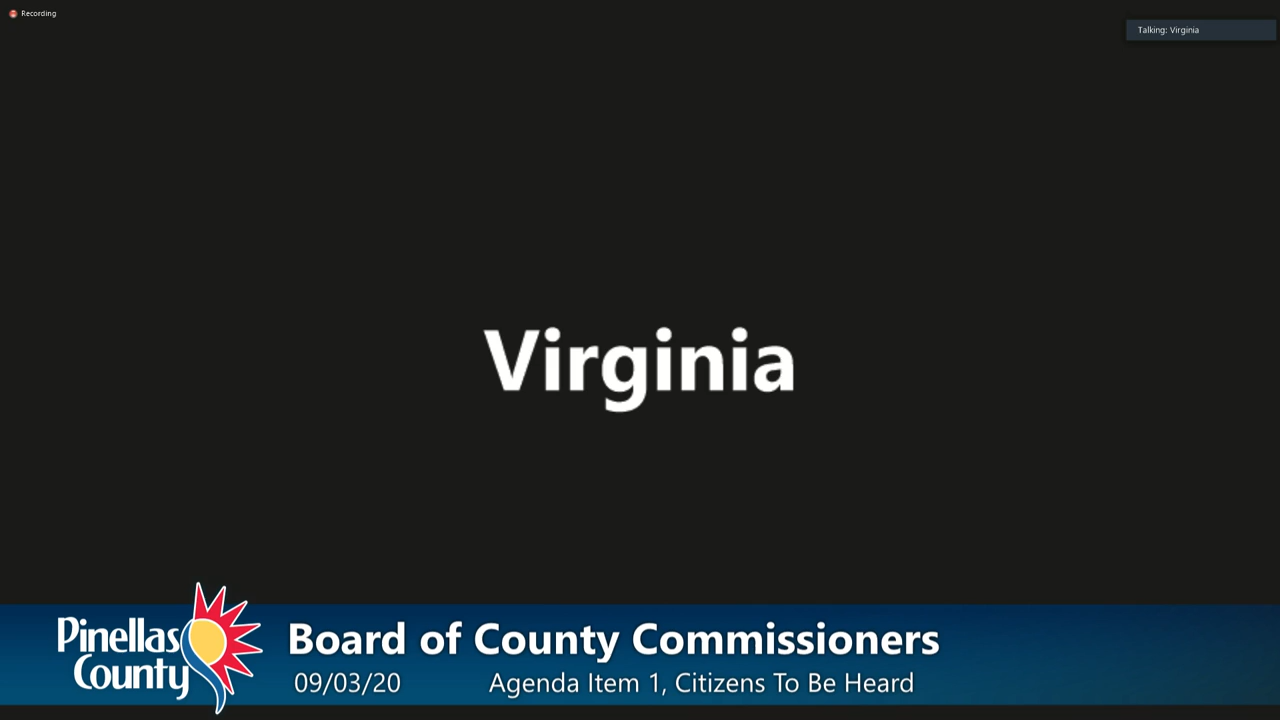 Recording
Talking: Virginia
Virginia
Pinellas
County
Board of County Commissioners
09/03/20
Agenda Item 1, Citizens To Be Heard